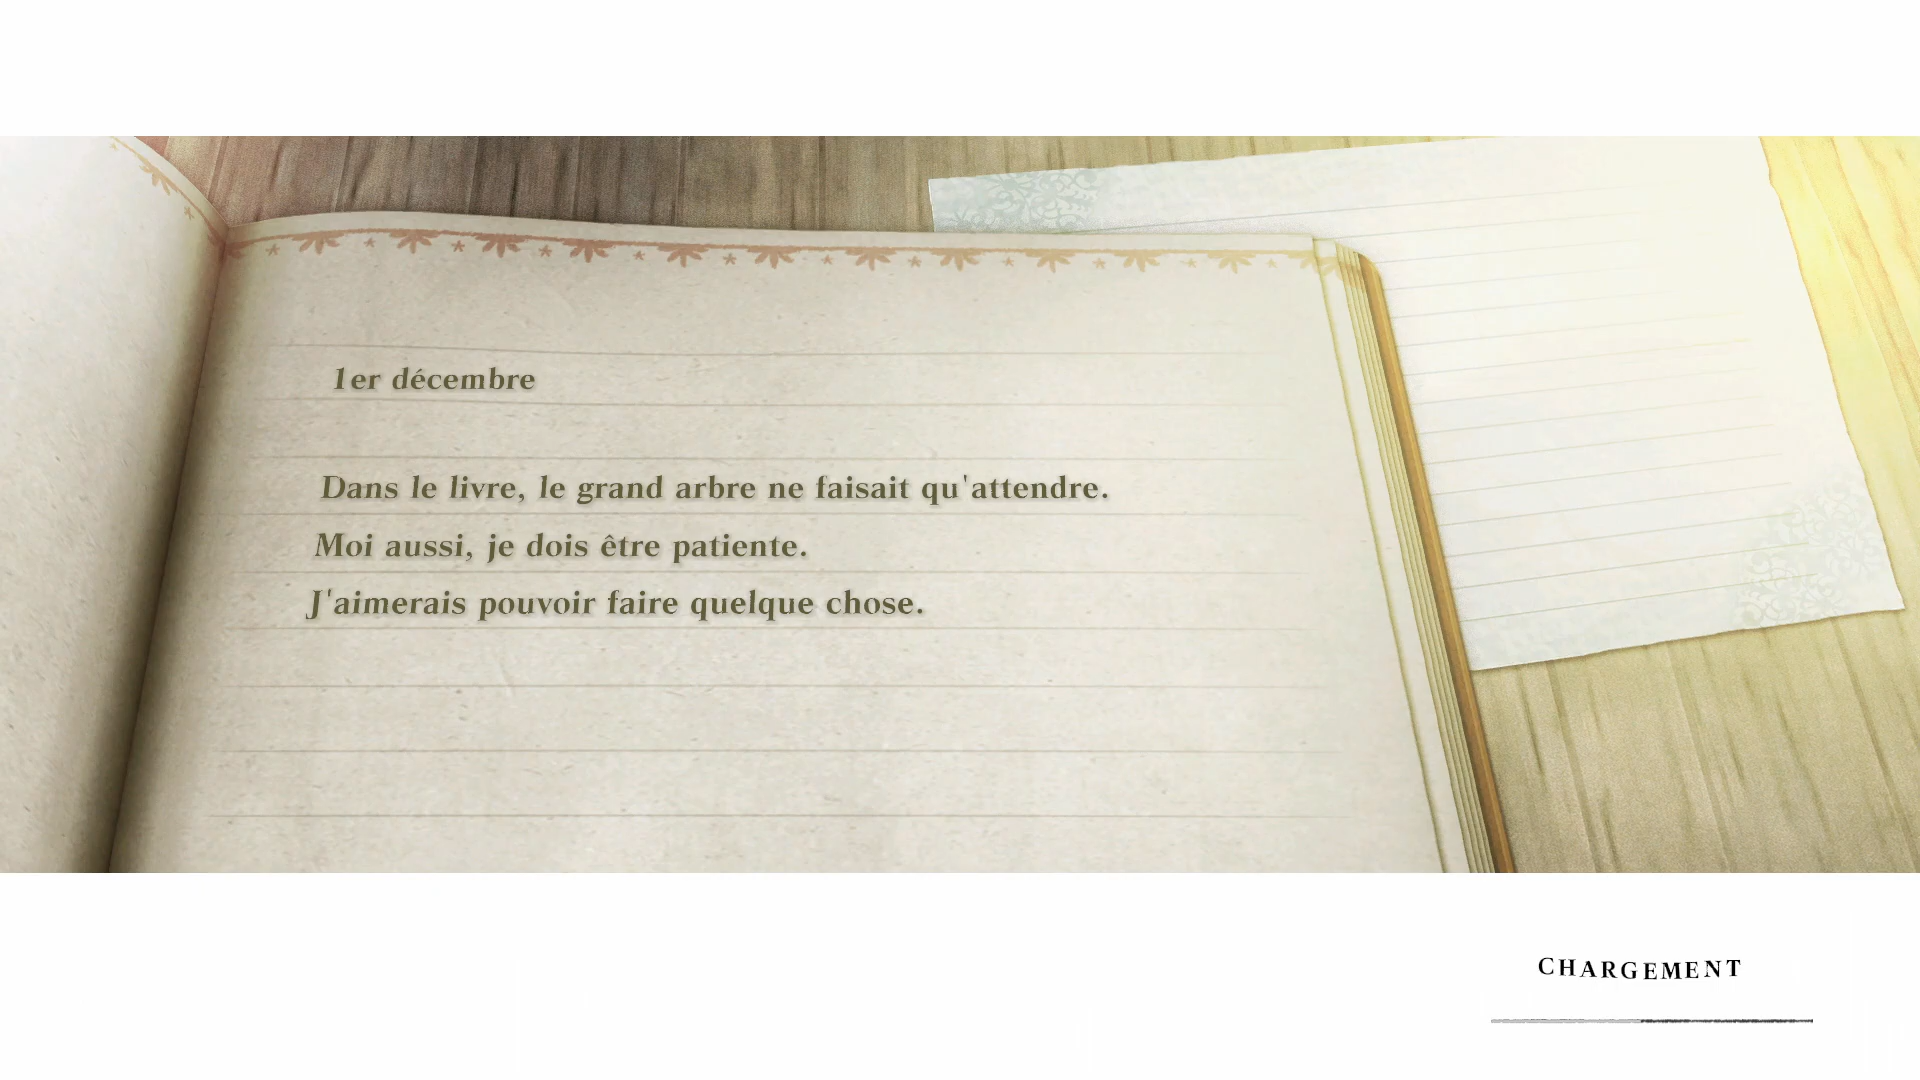 1er décembre
Dans le livre, le grand arbre ne faisait qu'attendre.
Moi aussi, je dois être patiente.
J'aimerais pouvoir faire quelque chose.
CHARGEMENT